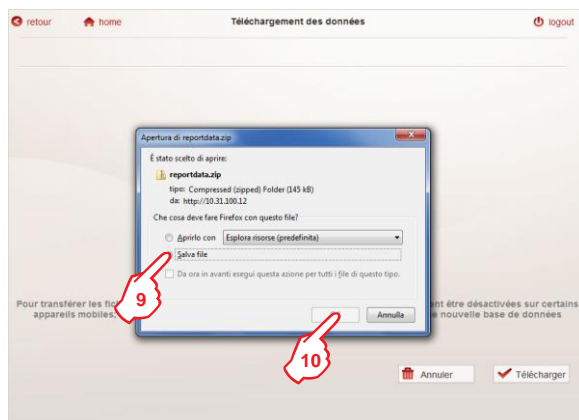 retour home Téléchargement des données logout
Apertura di reportdata.zip
È stato scelto di aprire:
reportdata.zip
tipo: Compressed (zipped) Folder (145 kB)
da: http://10.31.100.12
Che cosa deve fare Firefox con questo file?
Aprirlo con Esplora risorse (predefinita)
Salva file
Da ora in avanti esegui questa azione per tutti i file di questo tipo.
9
Annulla
10
Pour transférer les être désactivées sur certains
appareils mobiles, nouvelle base de données
Annuler Télécharger